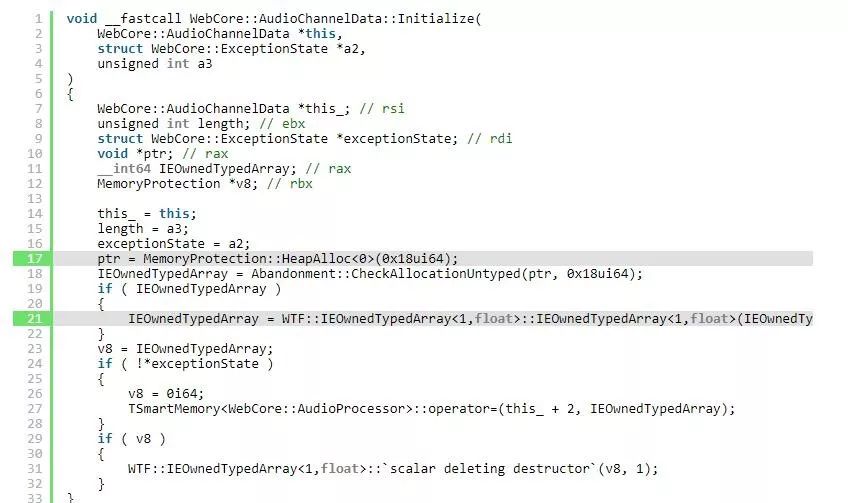 1 void __fastcall WebCore::AudioChannelData::Initialize(
2 WebCore::AudioChannelData *this,
3 struct WebCore::ExceptionState *a2,
4 unsigned int a3
5 )
6 {
7 WebCore::AudioChannelData *this_; // rsi
8 unsigned int length; // ebx
9 struct WebCore::ExceptionState *exceptionState; // rdi
10 void *ptr; // rax
11 __int64 IEOwnedTypedArray; // rax
12 MemoryProtection *v8; // rbx
13
14 this_ = this;
15 length = a3;
16 exceptionState = a2;
17 ptr = MemoryProtection::HeapAlloc<0>(0x18ui64);
18 IEOwnedTypedArray = Abandonment::CheckAllocationUntyped(ptr, 0x18ui64);
19 if ( IEOwnedTypedArray )
20 {
21 IEOwnedTypedArray = WTF::IEOwnedTypedArray<1,float>::IEOwnedTypedArray<1,float>(IEOwnedTy
22 }
23 v8 = IEOwnedTypedArray;
24 if ( !*exceptionState )
25 {
26 v8 = 0i64;
27 TSmartMemory<WebCore::AudioProcessor>::operator=(this_ + 2, IEOwnedTypedArray);
28 }
29 if ( v8 )
30 {
31 WTF::IEOwnedTypedArray<1,float>::`scalar deleting destructor`(v8, 1);
32 }
33 }